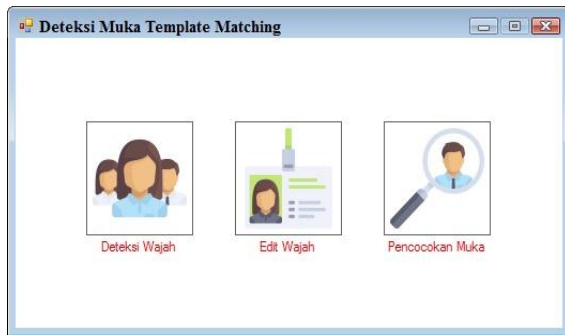 Deteksi Muka Template Matching
Deteksi Wajah
Edit Wajah
Pencocokan Muka